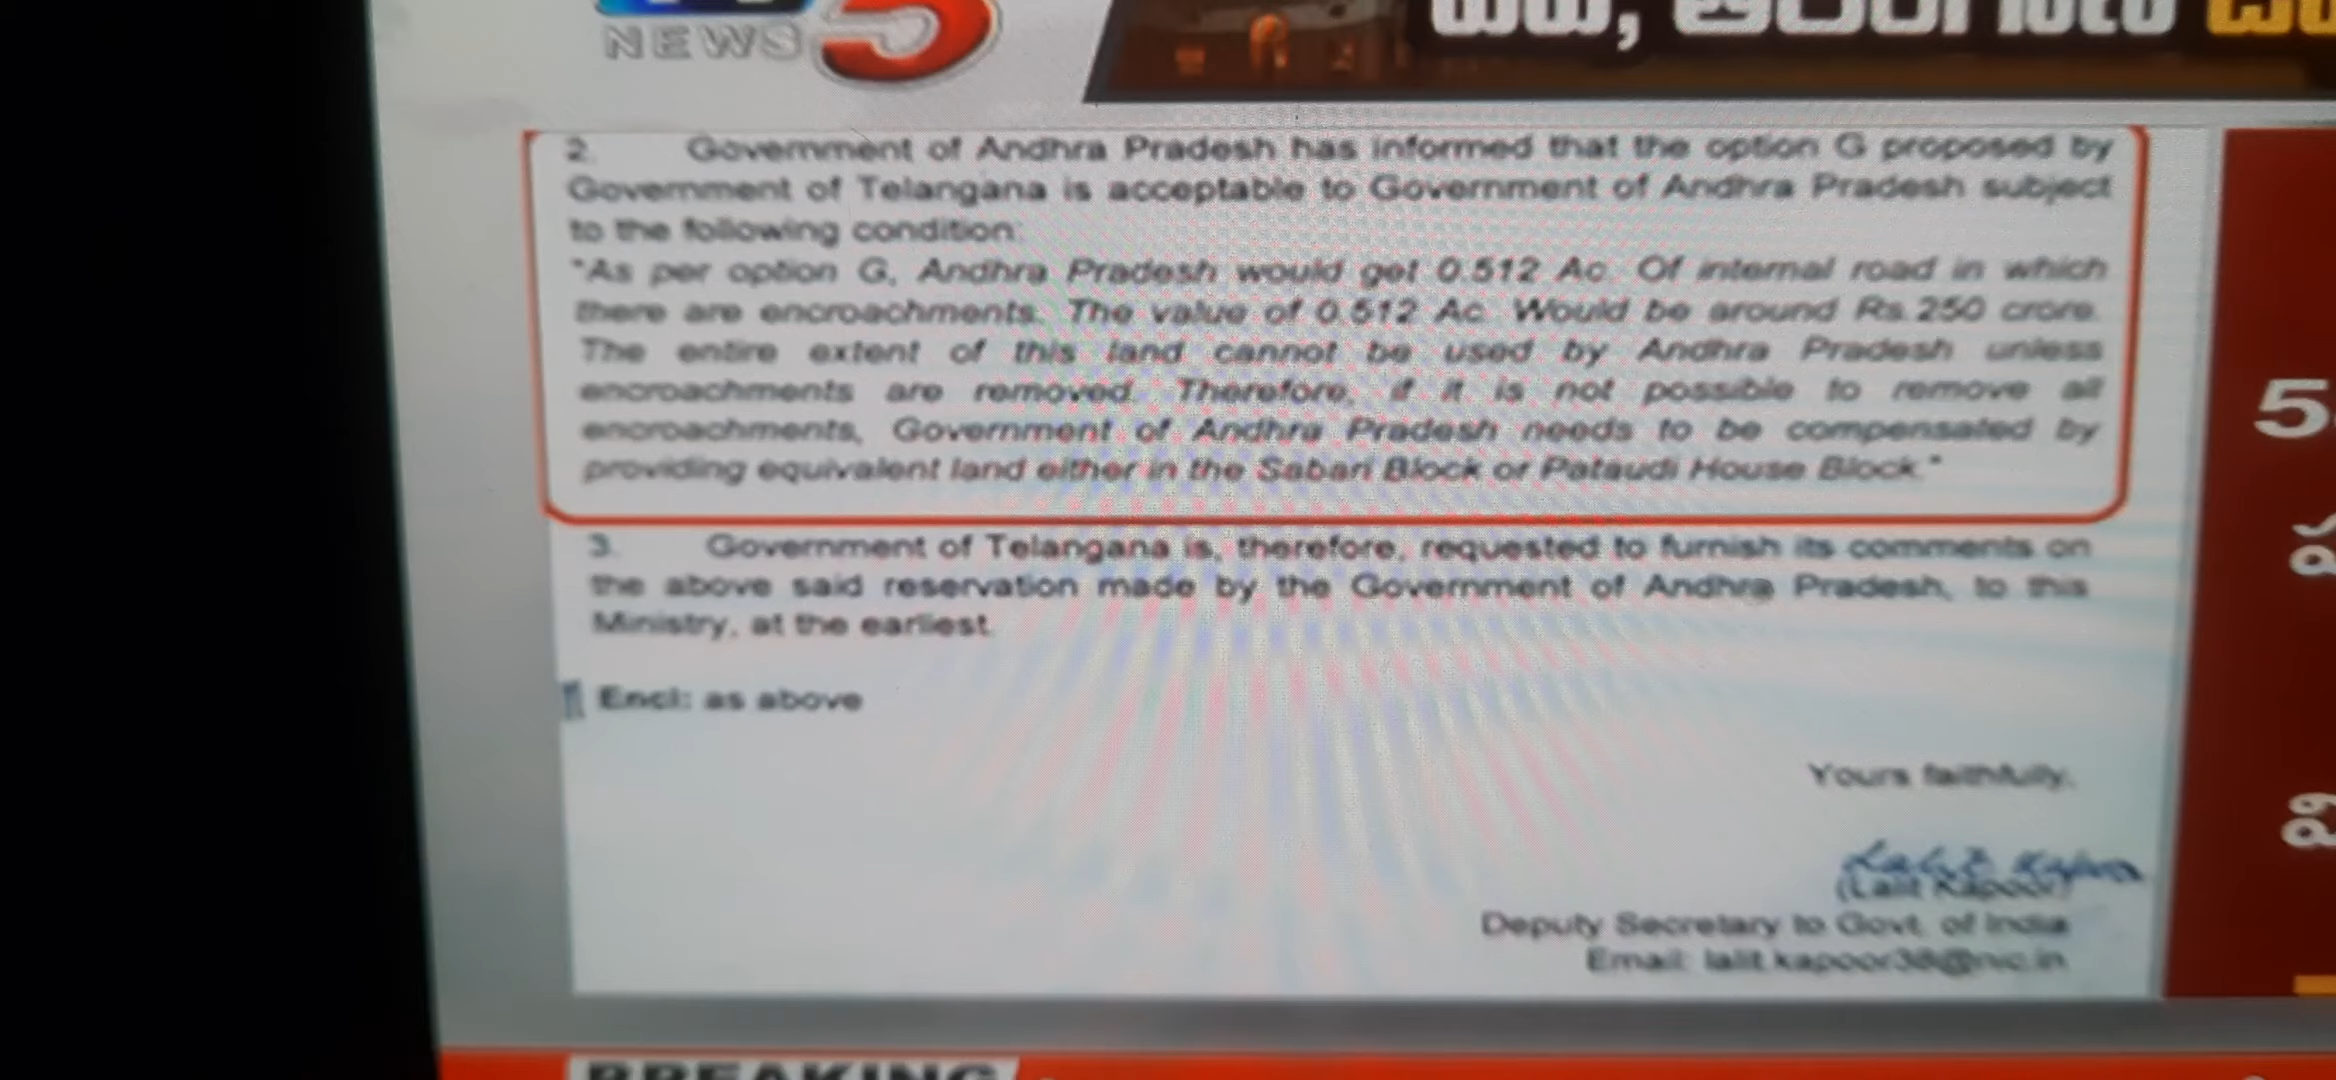 NEWS 5
2. Government of Andhra Pradesh has informed that the option G proposed by
Government of Telangana is acceptable to Government of Andhra Pradesh subject
to the following condition:
"As per option G, Andhra Pradesh would get 0.512 Ac. Of internal road in which
there are encroachments. The value of 0.512 Ac. Would be around Rs.250 crore.
The entire extent of this land cannot be used by Andhra Pradesh unless
encroachments are removed. Therefore, if it is not possible to remove all
encroachments, Government of Andhra Pradesh needs to be compensated by
providing equivalent land either in the Sabari Block or Pataudi House Block."
3. Government of Telangana is, therefore, requested to furnish its comments on
the above said reservation made by the Government of Andhra Pradesh, to this
Ministry, at the earliest.
Encl: as above
Yours faithfully,
(Lalit Kapoor)
Deputy Secretary to Govt. of India
Email: lalit.kapoor38@nic.in
5
BREAKING